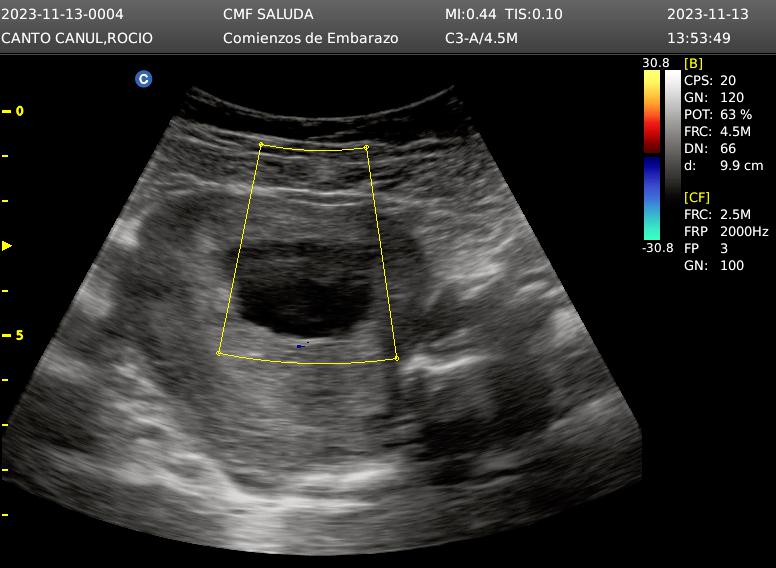 2023-11-13-0004 CMF SALUDA MI:0.44 TIS:0.10 2023-11-13
CANTO CANUL,ROCIO Comienzos de Embarazo C3-A/4.5M 13:53:49
C
0
5
30.8
-30.8
[B]
CPS: 20
GN: 120
POT: 63 %
FRC: 4.5M
DN: 66
d: 9.9 cm
[CF]
FRC: 2.5M
FRP 2000Hz
FP 3
GN: 100